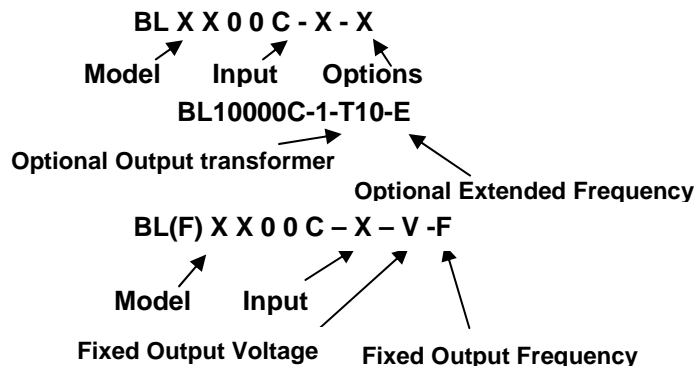 BL X X 0 0 C - X - X
Model Input Options
BL10000C-1-T10-E
Optional Output transformer
Optional Extended Frequency
BL(F) X X 0 0 C – X – V -F
Model Input
Fixed Output Voltage Fixed Output Frequency